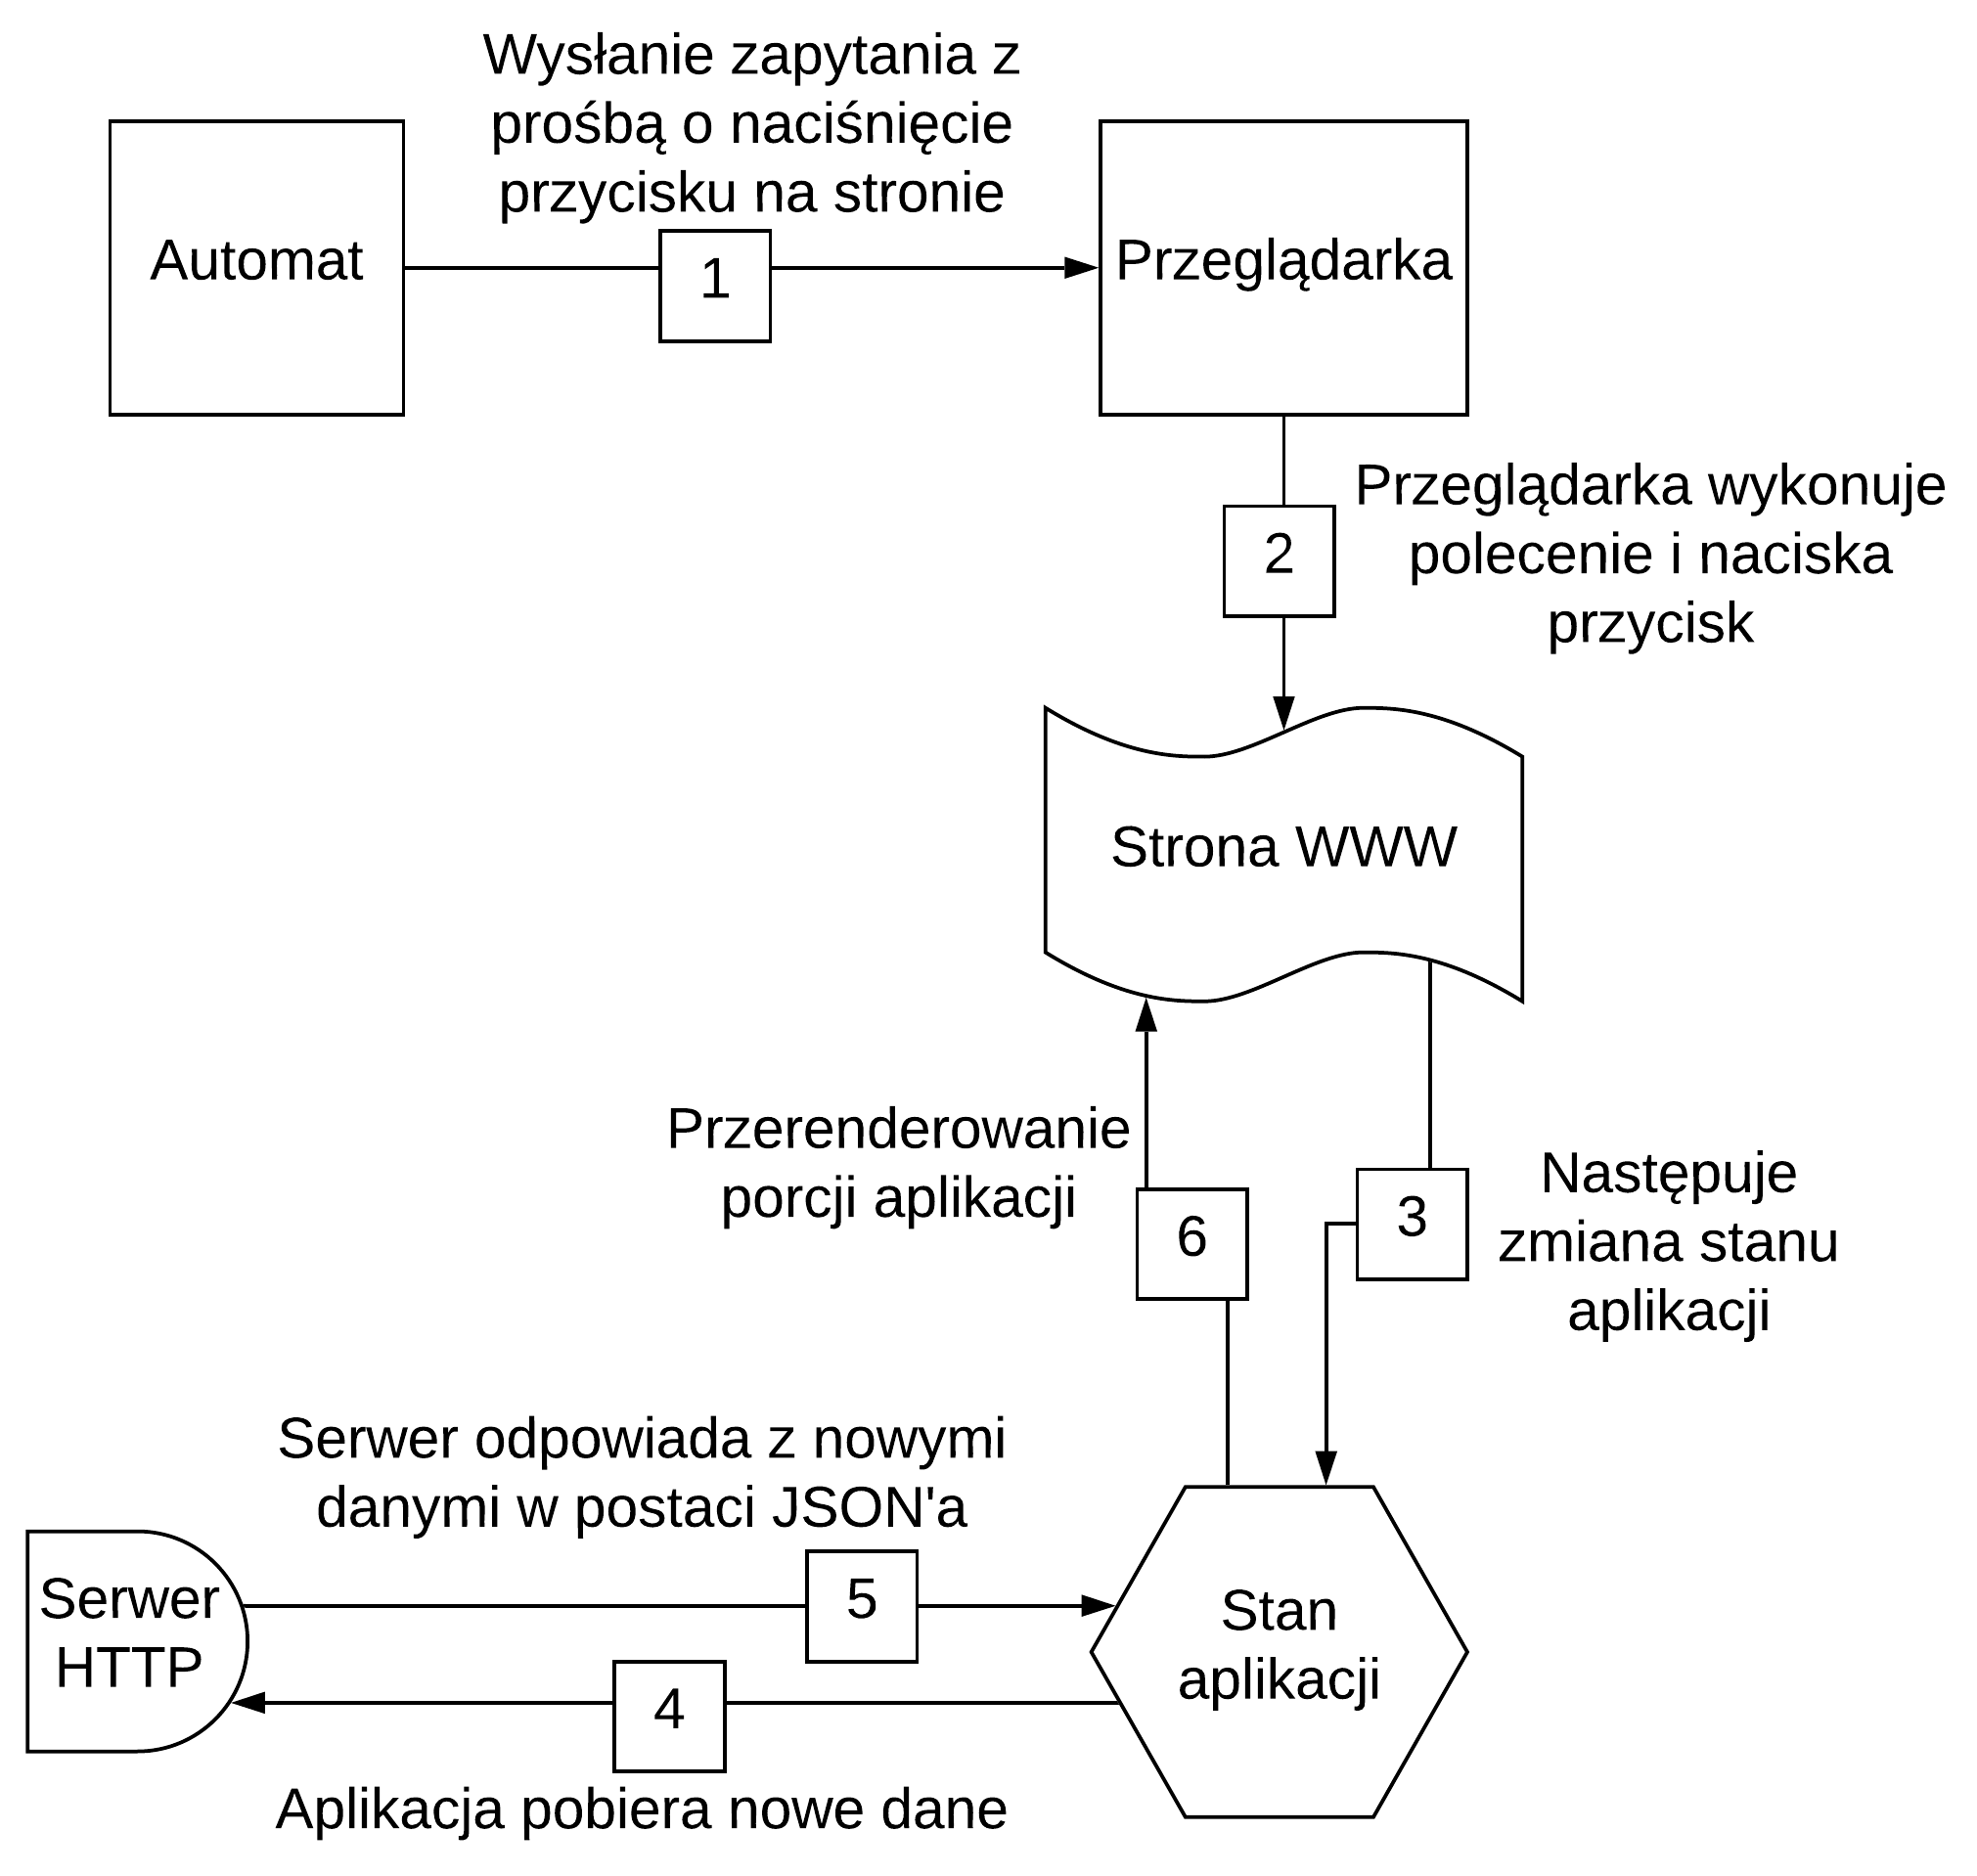 Wysłanie zapytania z
prośbą o naciśnięcie
przycisku na stronie
Automat
1
Przeglądarka
Przeglądarka wykonuje
polecenie i naciska
przycisk
2
Strona WWW
Przerenderowanie
porcji aplikacji
6
3
Następuje
zmiana stanu
aplikacji
Serwer odpowiada z nowymi
danymi w postaci JSON'a
Serwer
HTTP
5
4
Stan
aplikacji
Aplikacja pobiera nowe dane